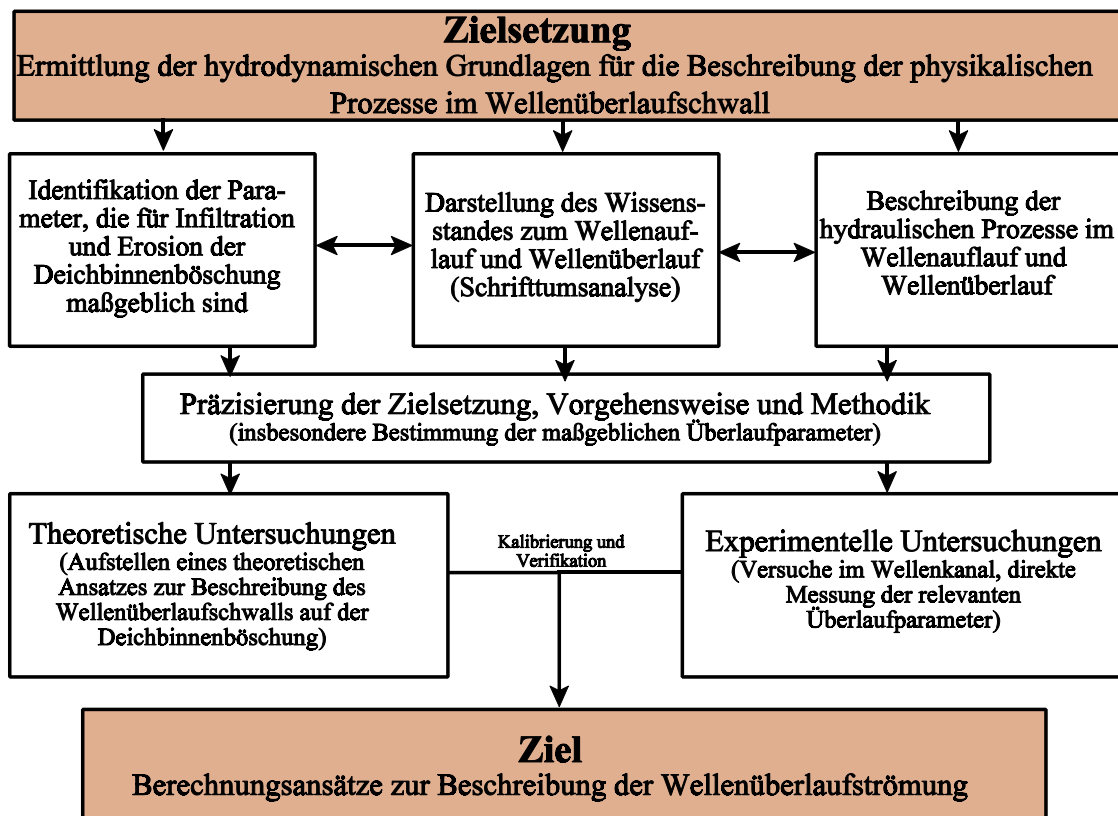 Zielsetzung
Ermittlung der hydrodynamischen Grundlagen für die Beschreibung der physikalischen
Prozesse im Wellenüberlaufschwall
Identifikation der Para-
meter, die für Infiltration
und Erosion der
Deichbinnenböschung
maßgeblich sind
Darstellung des Wissens-
standes zum Wellenauf-
lauf und Wellenüberlauf
(Schrifttumsanalyse)
Beschreibung der
hydraulischen Prozesse im
Wellenauflauf und
Wellenüberlauf
Präzisierung der Zielsetzung, Vorgehensweise und Methodik
(insbesondere Bestimmung der maßgeblichen Überlaufparameter)
Theoretische Untersuchungen
(Aufstellen eines theoretischen
Ansatzes zur Beschreibung des
Wellenüberlaufschwalls auf der
Deichbinnenböschung)
Kalibrierung und
Verifikation
Experimentelle Untersuchungen
(Versuche im Wellenkanal, direkte
Messung der relevanten
Überlaufparameter)
Ziel
Berechnungsansätze zur Beschreibung der Wellenüberlaufströmung